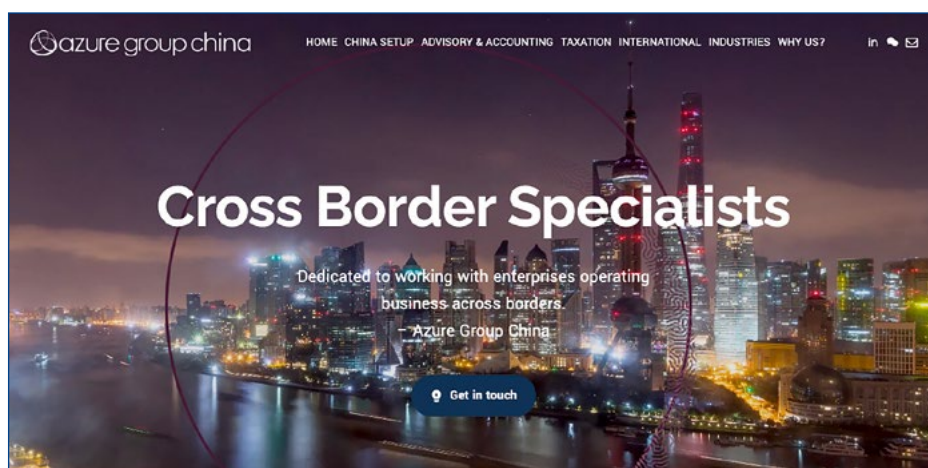 azure group china
HOME CHINA SETUP ADVISORY & ACCOUNTING TAXATION INTERNATIONAL INDUSTRIES WHY US?
in
Cross Border Specialists
Dedicated to working with enterprises operating
business across borders.
– Azure Group China
Get in touch